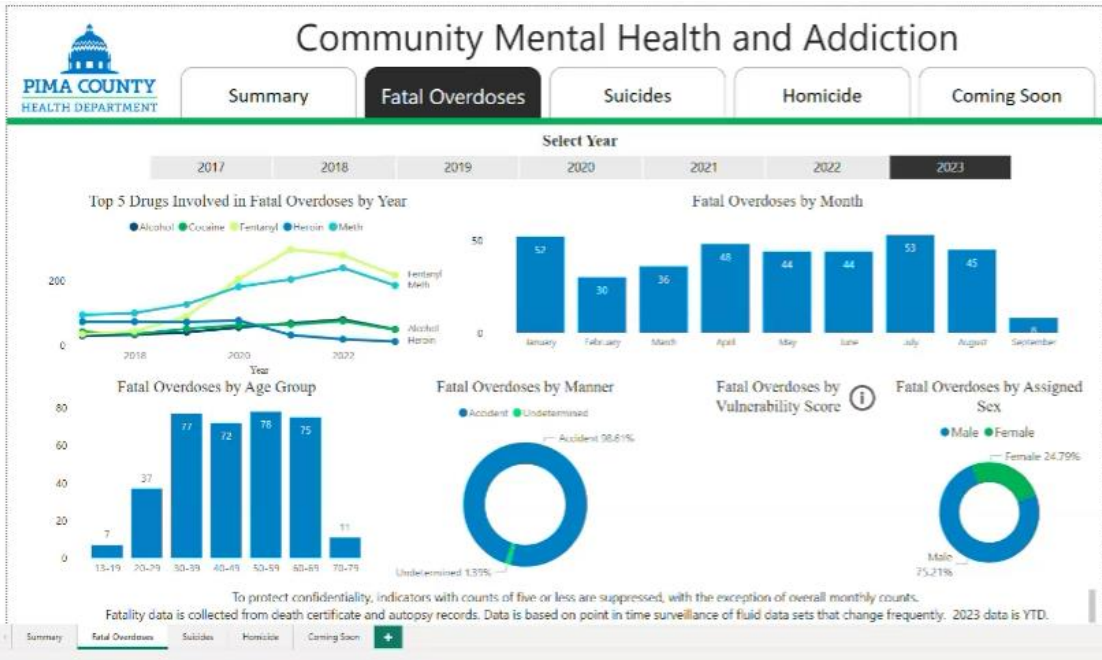 Community Mental Health and Addiction
PIMA COUNTY
HEALTH DEPARTMENT
Summary
Fatal Overdoses
Suicides
Homicide
Coming Soon
Select Year
2017 2018 2019 2020 2021 2022 2023
Top 5 Drugs Involved in Fatal Overdoses by Year
Alcohol Cocaine Fentanyl Heroin Meth
200
0
Fentanyl
Meth
Alcohol
Heroin
2018 2020 2022
Year
Fatal Overdoses by Month
50
0
52 30 36 48 44 44 53 45 8
January February March April May June July August September
Fatal Overdoses by Age Group
80
60
40
20
0
7 37 77 72 78 75 11
13-19 20-29 30-39 40-49 50-59 60-69 70-79
Fatal Overdoses by Manner
Accident Undetermined
Accident 98.61%
Undetermined 1.39%
Fatal Overdoses by
Vulnerability Score
i
Fatal Overdoses by Assigned
Sex
Male Female
Female 24.79%
Male
75.21%
To protect confidentiality, indicators with counts of five or less are suppressed, with the exception of overall monthly counts.
Fatality data is collected from death certificate and autopsy records. Data is based on point in time surveillance of fluid data sets that change frequently. 2023 data is YTD.
Summary Fatal Overdoses Suicides Homicide Coming Soon +